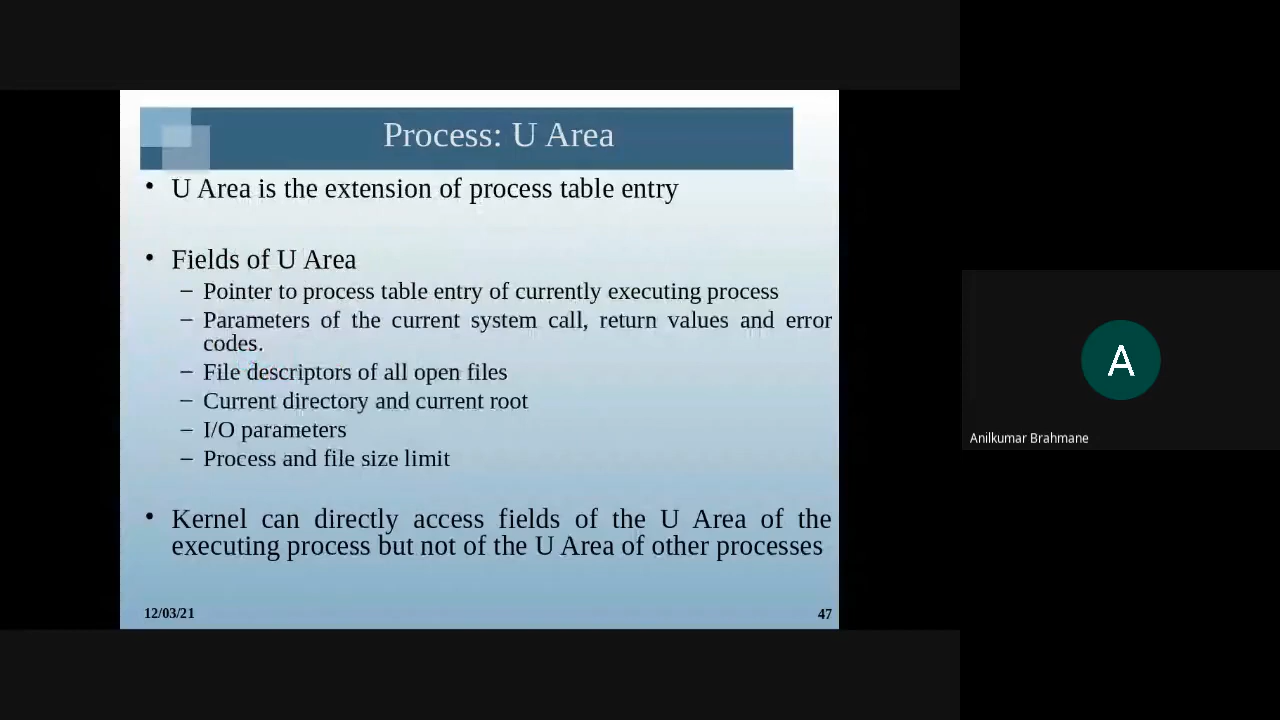 Process: U Area
• U Area is the extension of process table entry
• Fields of U Area
– Pointer to process table entry of currently executing process
– Parameters of the current system call, return values and error
codes.
– File descriptors of all open files
– Current directory and current root
– I/O parameters
– Process and file size limit
• Kernel can directly access fields of the U Area of the
executing process but not of the U Area of other processes
12/03/21
47
A
Anilkumar Brahmane